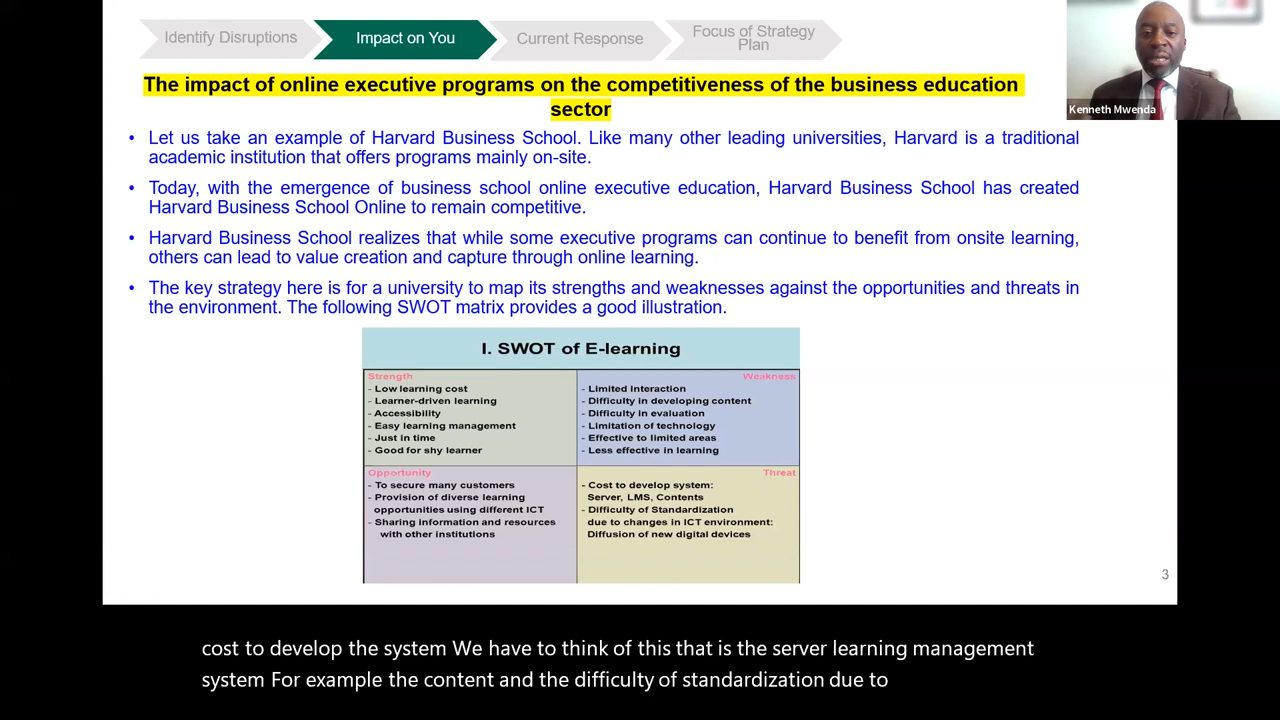 Identify Disruptions
Impact on You
Current Response
Focus of Strategy
Plan
Kenneth Mwenda
The impact of online executive programs on the competitiveness of the business education
sector
• Let us take an example of Harvard Business School. Like many other leading universities, Harvard is a traditional
academic institution that offers programs mainly on-site.
• Today, with the emergence of business school online executive education, Harvard Business School has created
Harvard Business School Online to remain competitive.
• Harvard Business School realizes that while some executive programs can continue to benefit from onsite learning,
others can lead to value creation and capture through online learning.
• The key strategy here is for a university to map its strengths and weaknesses against the opportunities and threats in
the environment. The following SWOT matrix provides a good illustration.
I. SWOT of E-learning
Strength
- Low learning cost
- Learner-driven learning
- Accessibility
- Easy learning management
- Just in time
- Good for shy learner
Weakness
- Limited Interaction
- Difficulty in developing content
- Difficulty in evaluation
- Limitation of technology
- Effective to limited areas
- Less effective in learning
Opportunity
- To secure many customers
- Provision of diverse learning
opportunities using different ICT
- Sharing information and resources
with other institutions
Threat
- Cost to develop system:
Server, LMS, Contents
- Difficulty of Standardization
due to changes in ICT environment:
Diffusion of new digital devices
3
cost to develop the system We have to think of this that is the server learning management
system For example the content and the difficulty of standardization due to